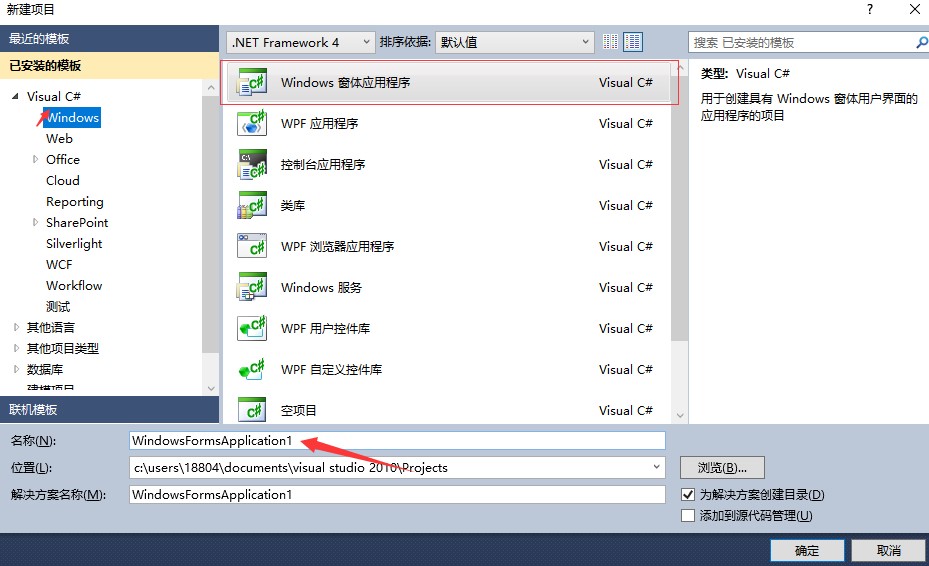 新建项目
?
最近的模板
.NET Framework 4
排序依据:
默认值
搜索 已安装的模板
已安装的模板
Visual C#
Windows
Web
Office
Cloud
Reporting
SharePoint
Silverlight
WCF
Workflow
测试
其他语言
其他项目类型
数据库
建模项目
联机模板
Windows 窗体应用程序 Visual C#
WPF 应用程序 Visual C#
控制台应用程序 Visual C#
类库 Visual C#
WPF 浏览器应用程序 Visual C#
Windows 服务 Visual C#
WPF 用户控件库 Visual C#
WPF 自定义控件库 Visual C#
空项目 Visual C#
类型: Visual C#
用于创建具有 Windows 窗体用户界面的
应用程序的项目
名称(N): WindowsFormsApplication1
位置(L): c:\users\18804\documents\visual studio 2010\Projects
浏览(B)...
解决方案名称(M): WindowsFormsApplication1
为解决方案创建目录(D)
添加到源代码管理(U)
确定
取消